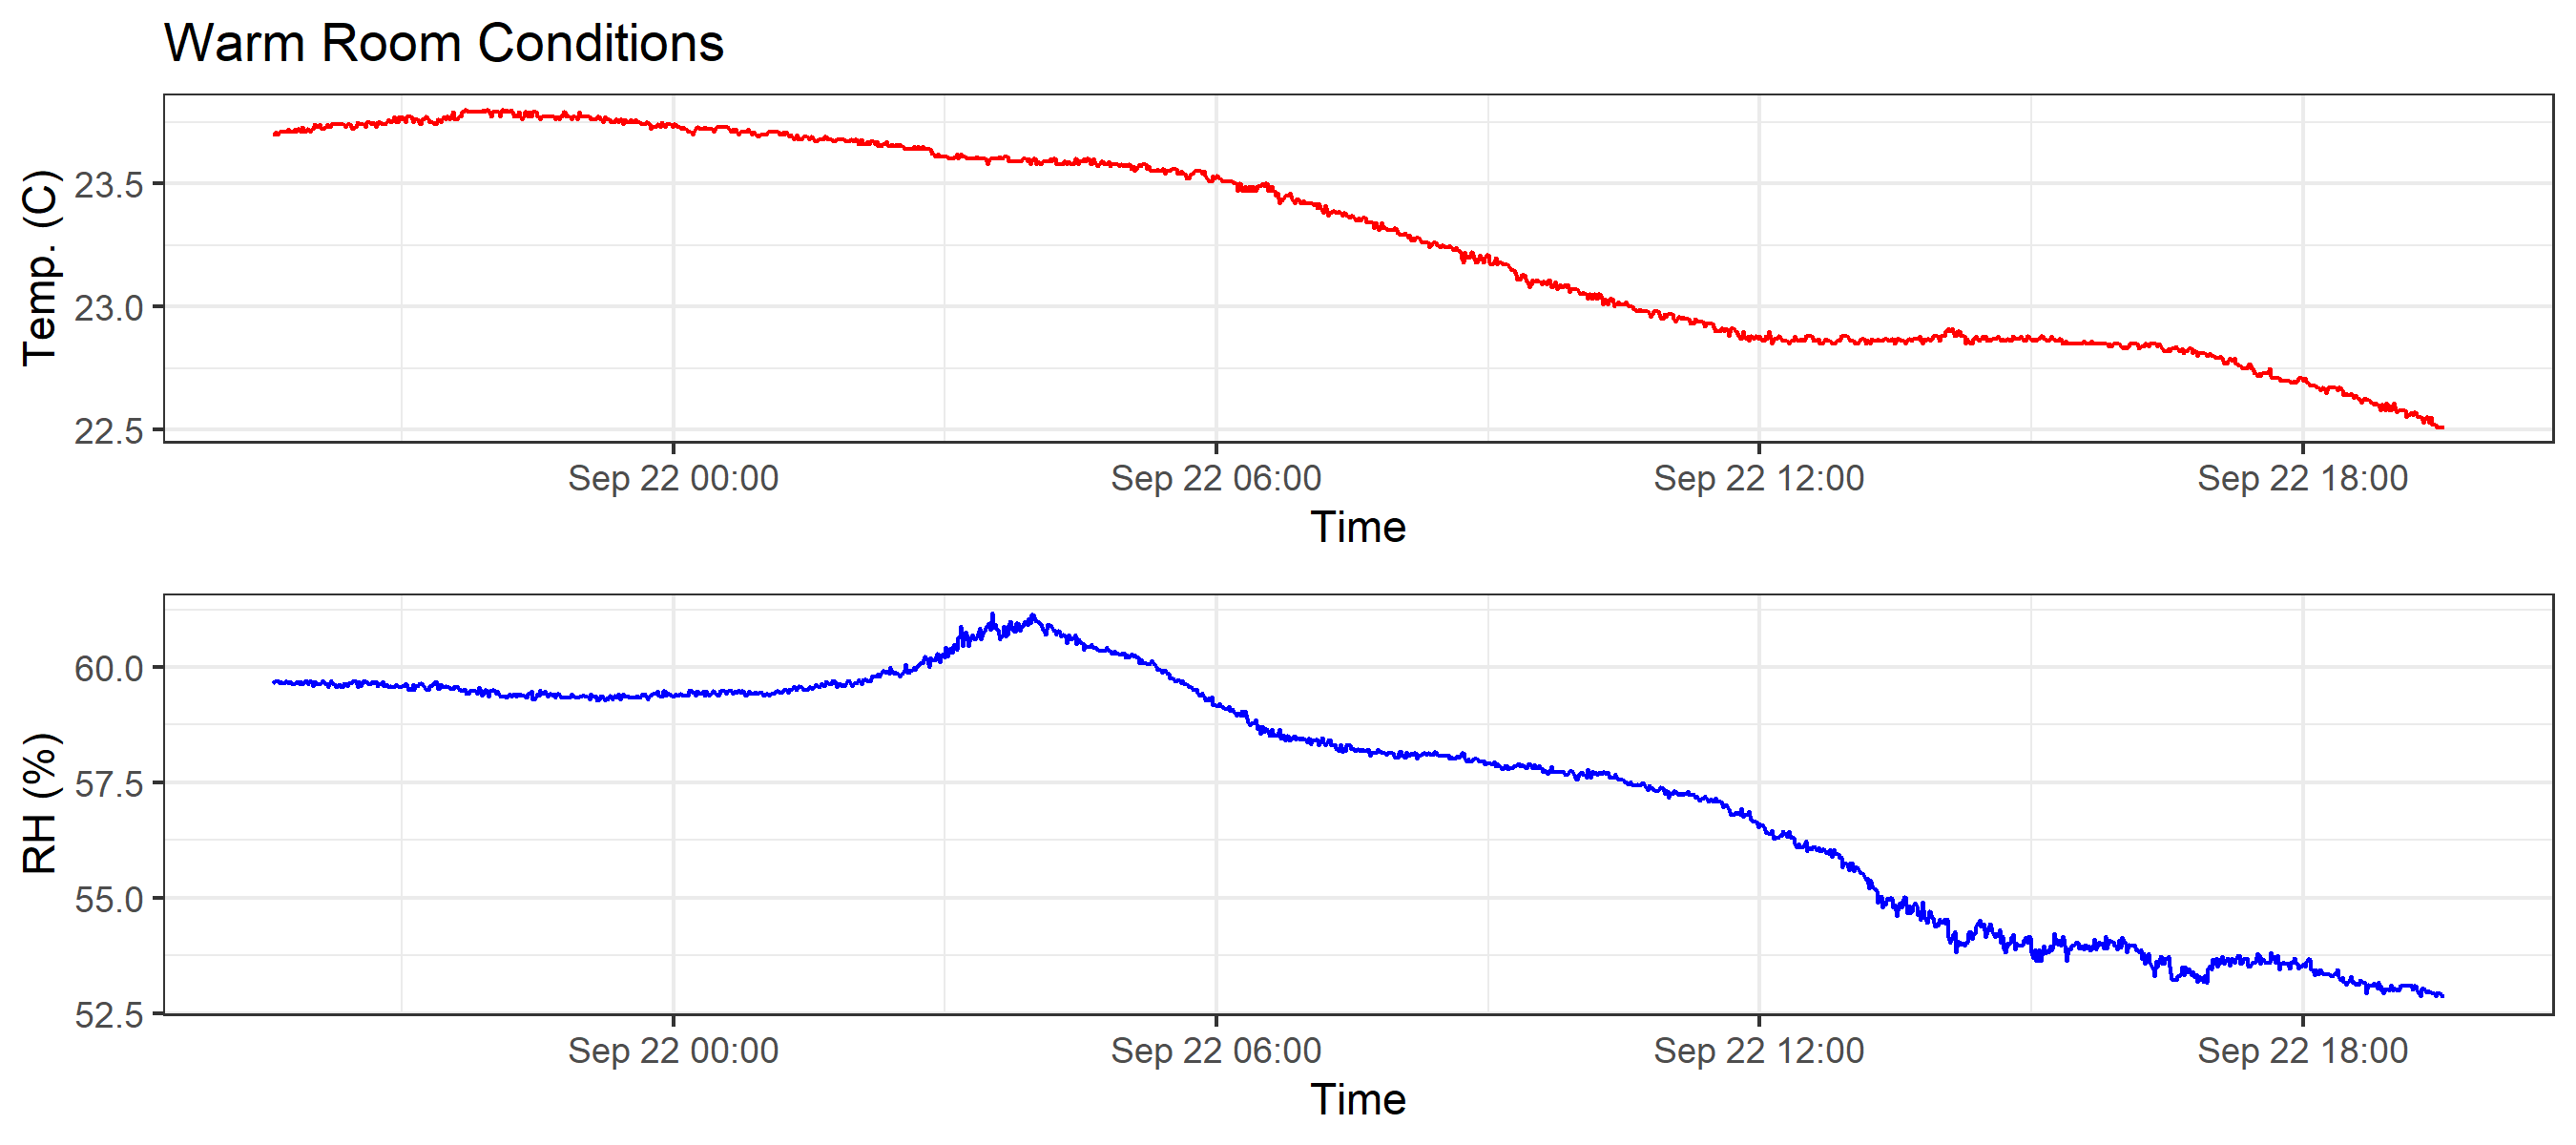 Warm Room Conditions
Temp. (C)
23.5
23.0
22.5
Sep 22 00:00 Sep 22 06:00 Sep 22 12:00 Sep 22 18:00
Time
RH (%)
60.0
57.5
55.0
52.5
Sep 22 00:00 Sep 22 06:00 Sep 22 12:00 Sep 22 18:00
Time